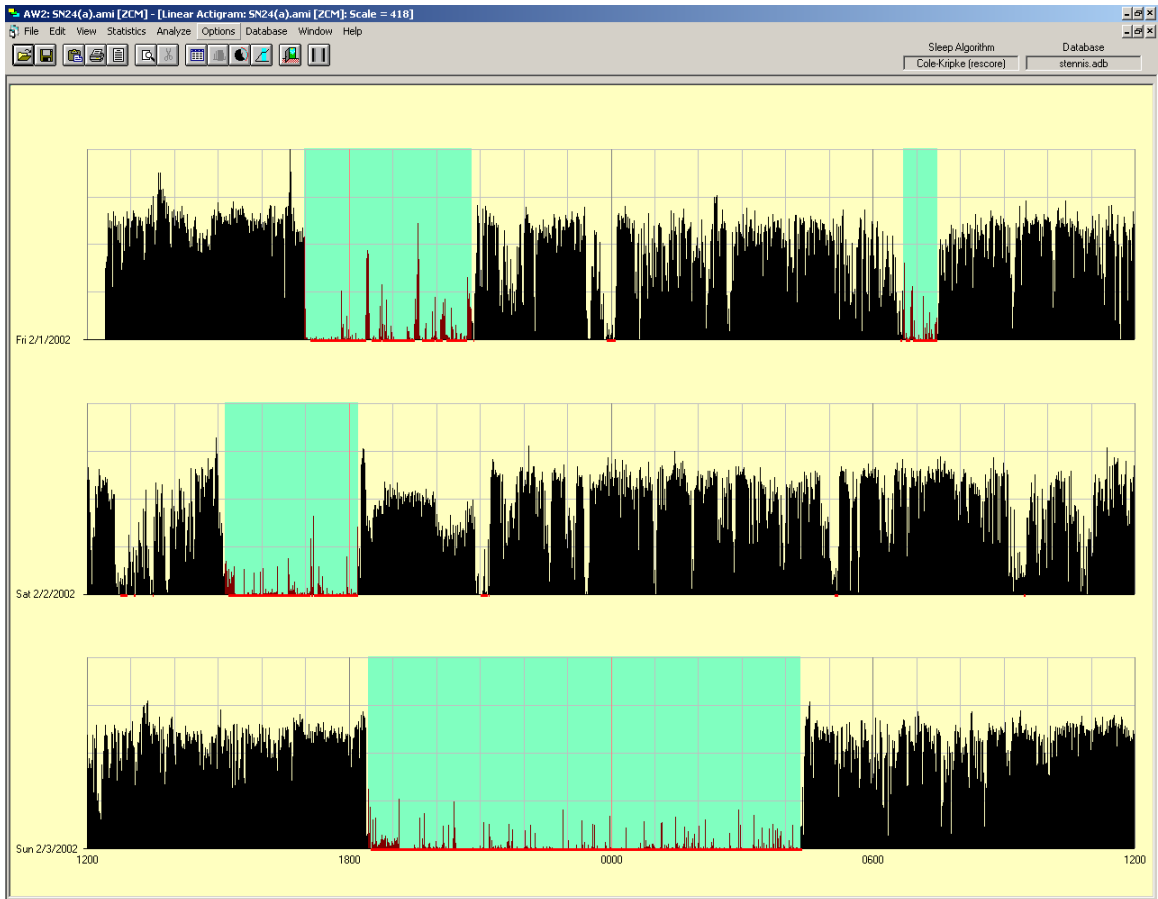 AW2: SN24(a).ami [ZCM] - [Linear Actigram: SN24(a).ami [ZCM]: Scale = 418]
File Edit View Statistics Analyze Options Database Window Help
Sleep Algorithm Database
Cole-Kripke (rescore) stennis.adb
Fri 2/1/2002
Sat 2/2/2002
Sun 2/3/2002
1200 1800 0000 0600 1200